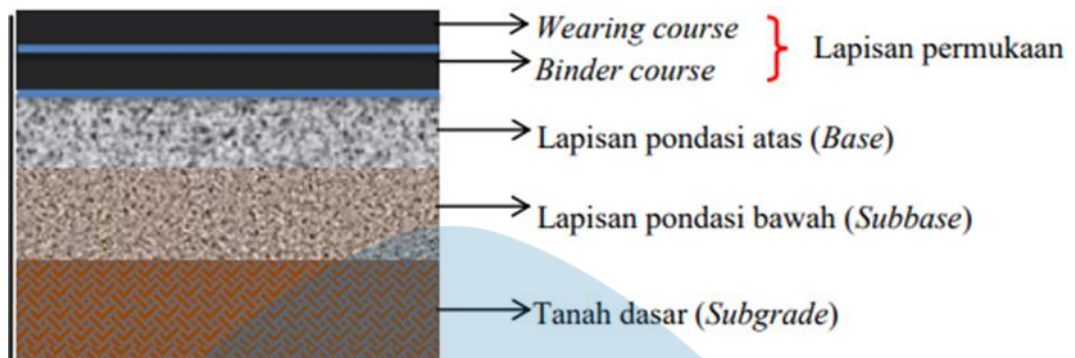 Wearing course
Binder course
Lapisan permukaan
Lapisan pondasi atas (Base)
Lapisan pondasi bawah (Subbase)
Tanah dasar (Subgrade)